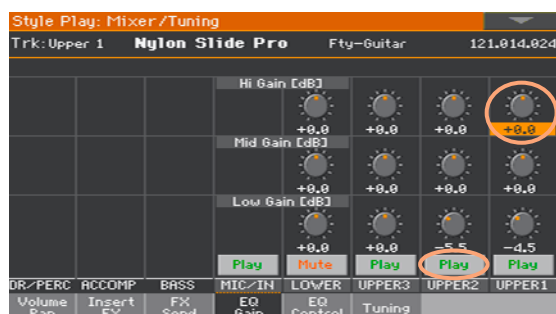 Style Play: Mixer/Tuning
Trk:Upper 1 Nylon Slide Pro Fty-Guitar 121.014.024
Hi Gain [dB]
+0.0 +0.0 +0.0 +0.0
Mid Gain [dB]
+0.0 +0.0 +0.0 +0.0
Low Gain [dB]
+0.0 +0.0 -5.5 -4.5
Play Mute Play Play Play
DR/PERC ACCOMP BASS MIC/IN LOWER UPPER3 UPPER2 UPPER1
Volume Insert FX EQ EQ Tuning
Pan FX Send Gain Control